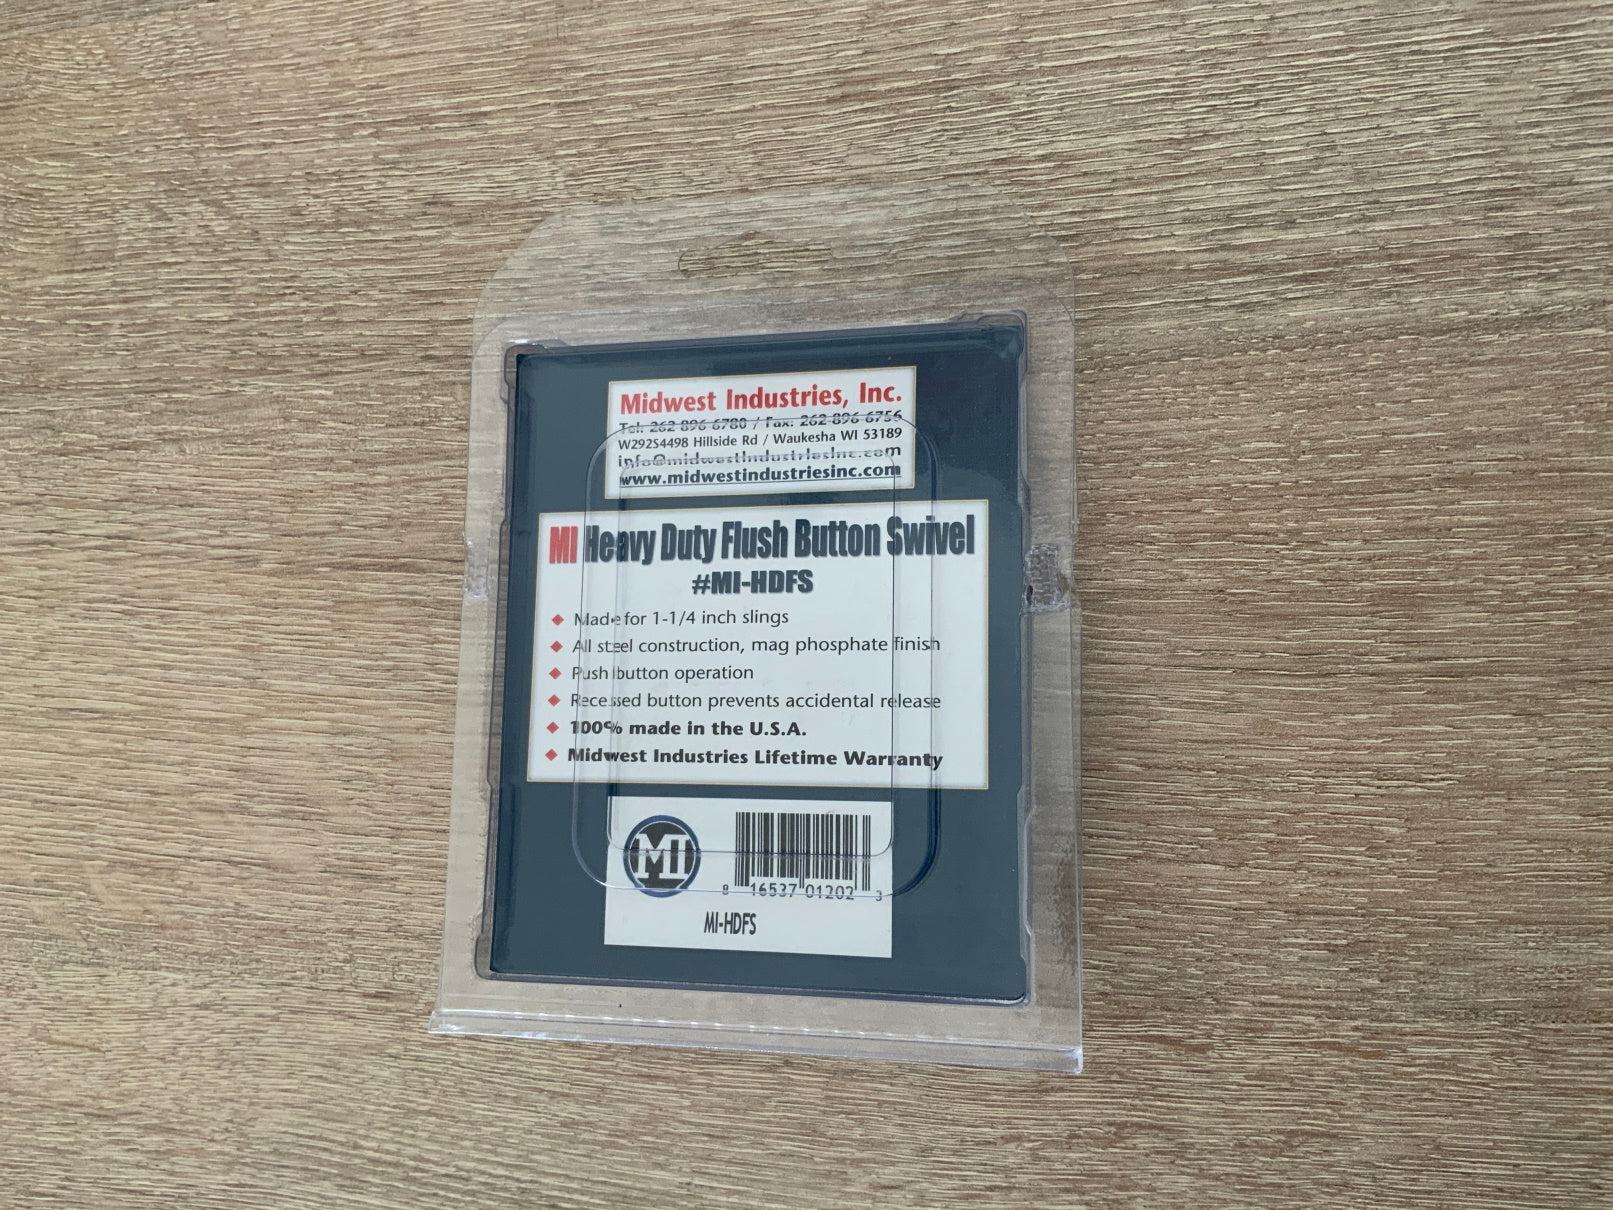 Midwest Industries, Inc.
Tel: 262 896 6780 / Fax: 262 896 6756
W292S4498 Hillside Rd / Waukesha WI 53189
info@midwestindustriesinc.com
www.midwestindustriesinc.com
MI Heavy Duty Flush Button Swivel
#MI-HDFS
Made for 1-1/4 inch slings
All steel construction, mag phosphate finish
Push button operation
Recessed button prevents accidental release
100% made in the U.S.A.
Midwest Industries Lifetime Warranty
MI
8 16537 01202 3
MI-HDFS